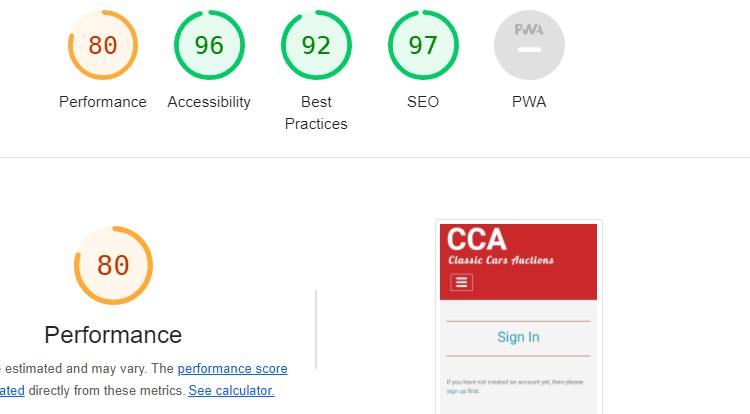 80
96
92
97
PWA
Performance
Accessibility
Best
Practices
SEO
PWA
80
Performance
estimated and may vary. The performance score
directly from these metrics. See calculator.
CCA
Classic Cars Auctions
Sign In
If you have not created an account yet, then please
sign up first.